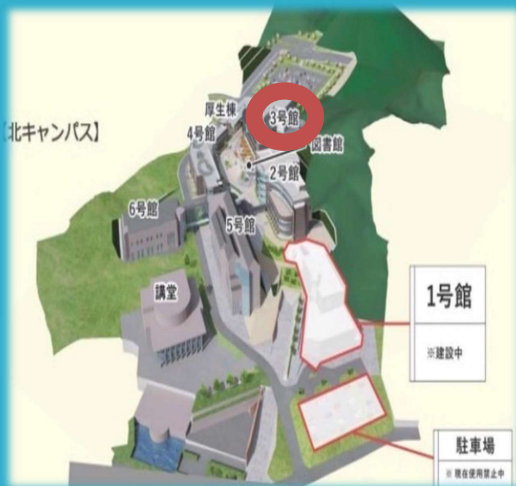 【北キャンパス】
厚生棟
3号館
4号館
図書館
2号館
6号館
5号館
講堂
1号館
※建設中
駐車場
※現在使用禁止中